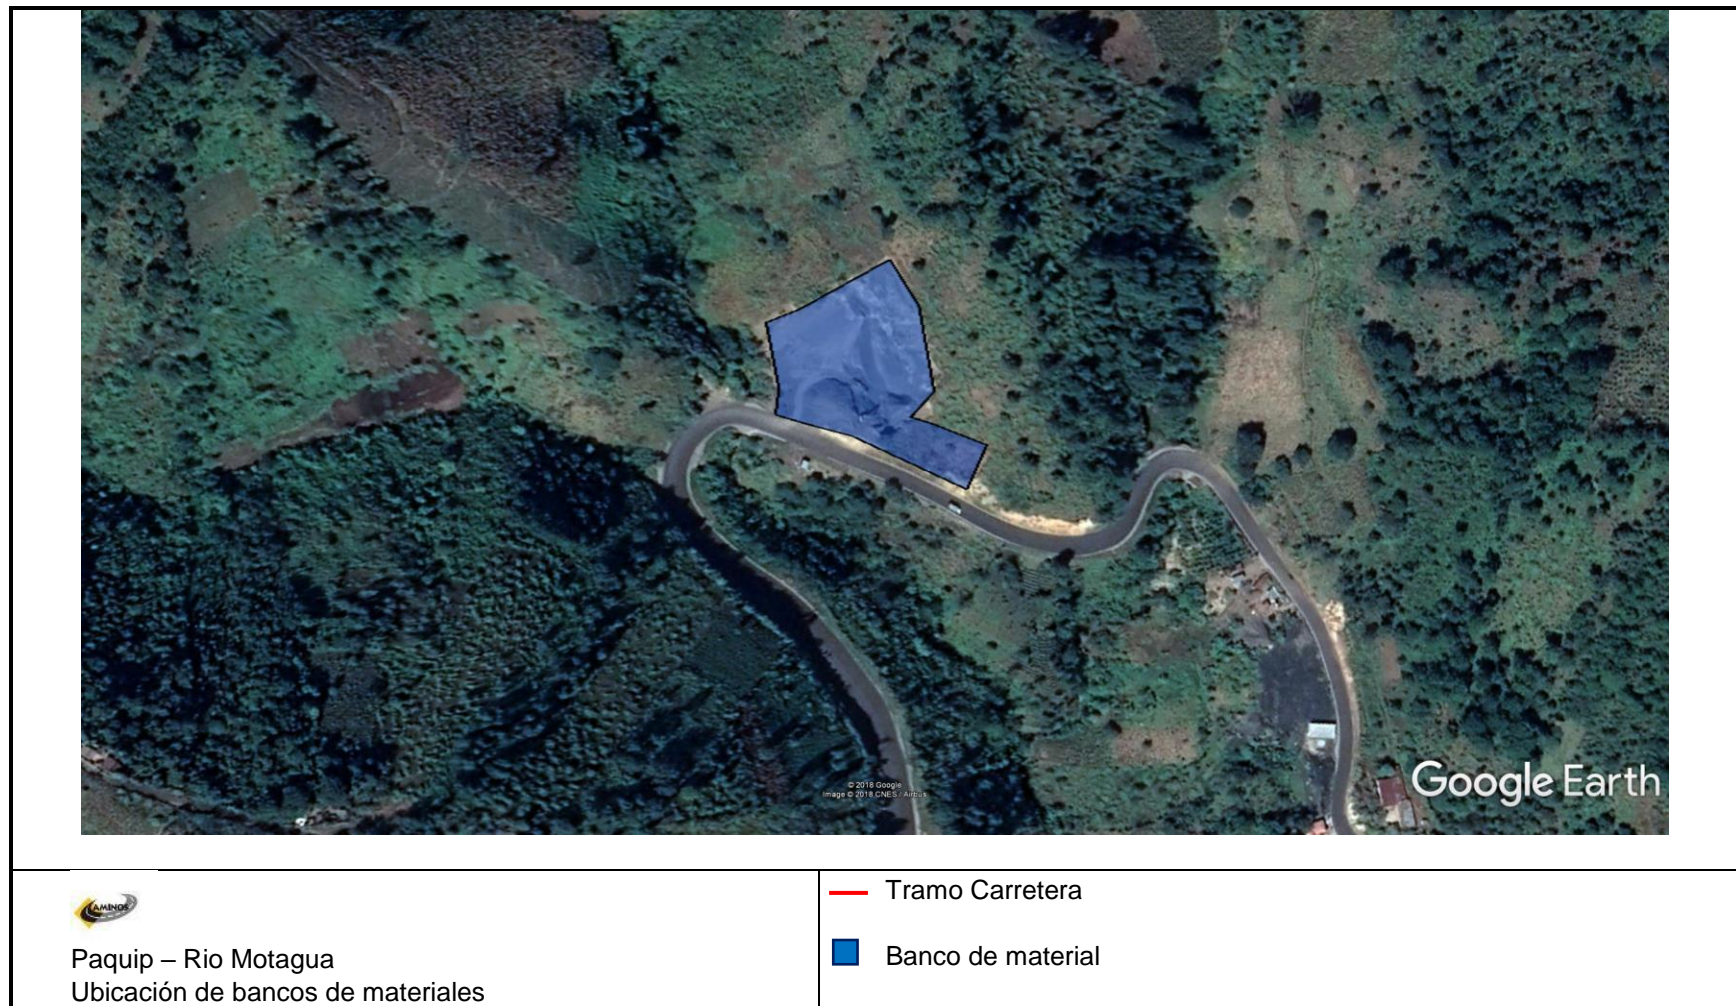 © 2018 Google
Image © 2018 CNES / Airbus
Google Earth
CAMINOS
Paquip – Rio Motagua
Ubicación de bancos de materiales
Tramo Carretera
Banco de material